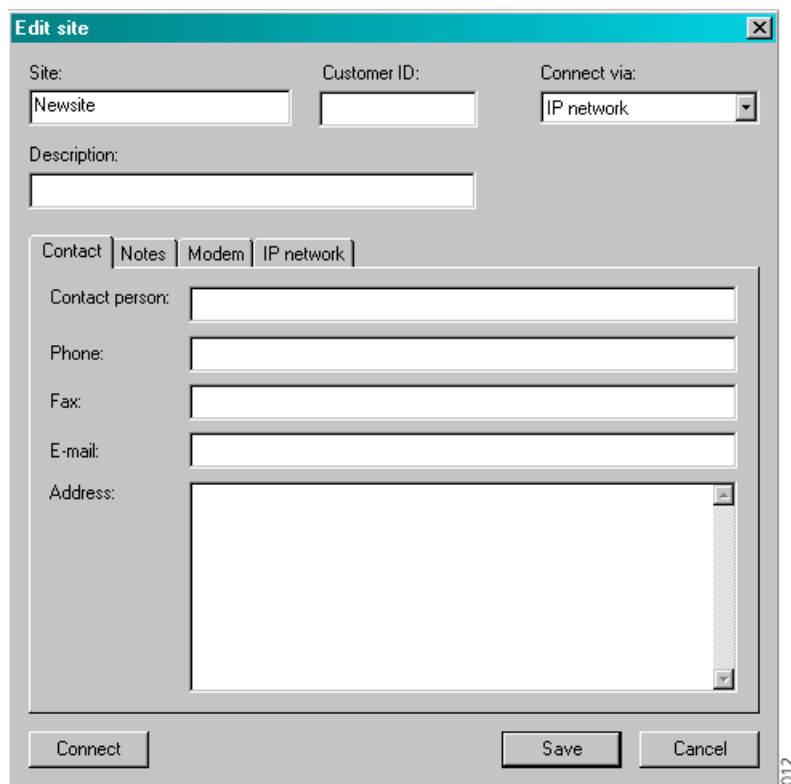 Edit site
Site: Customer ID: Connect via:
Newsite IP network
Description:
Contact Notes Modem IP network
Contact person:
Phone:
Fax:
E-mail:
Address:
Connect Save Cancel
012